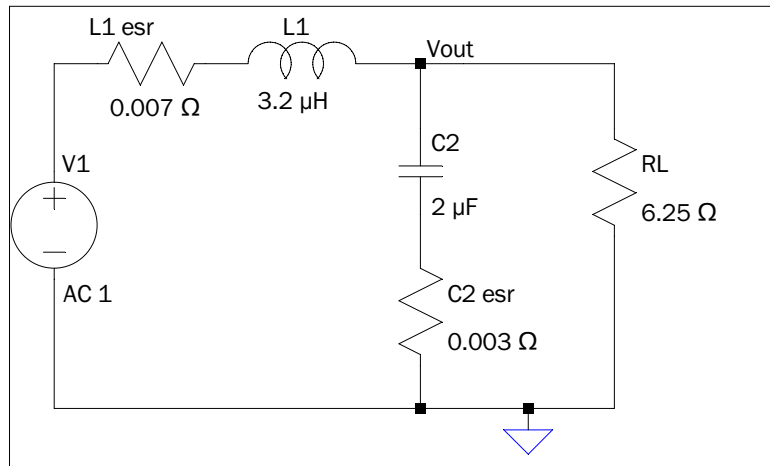 L1 esr
0.007 Ω
L1
3.2 µH
Vout
V1
AC 1
C2
2 µF
C2 esr
0.003 Ω
RL
6.25 Ω